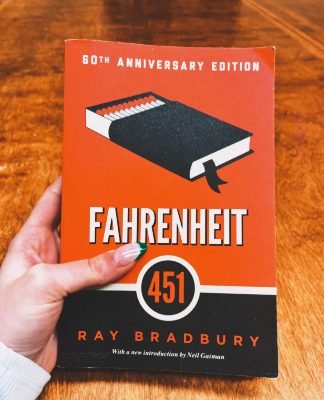 60TH ANNIVERSARY EDITION
FAHRENHEIT
451
RAY BRADBURY
With a new introduction by Neil Gaiman